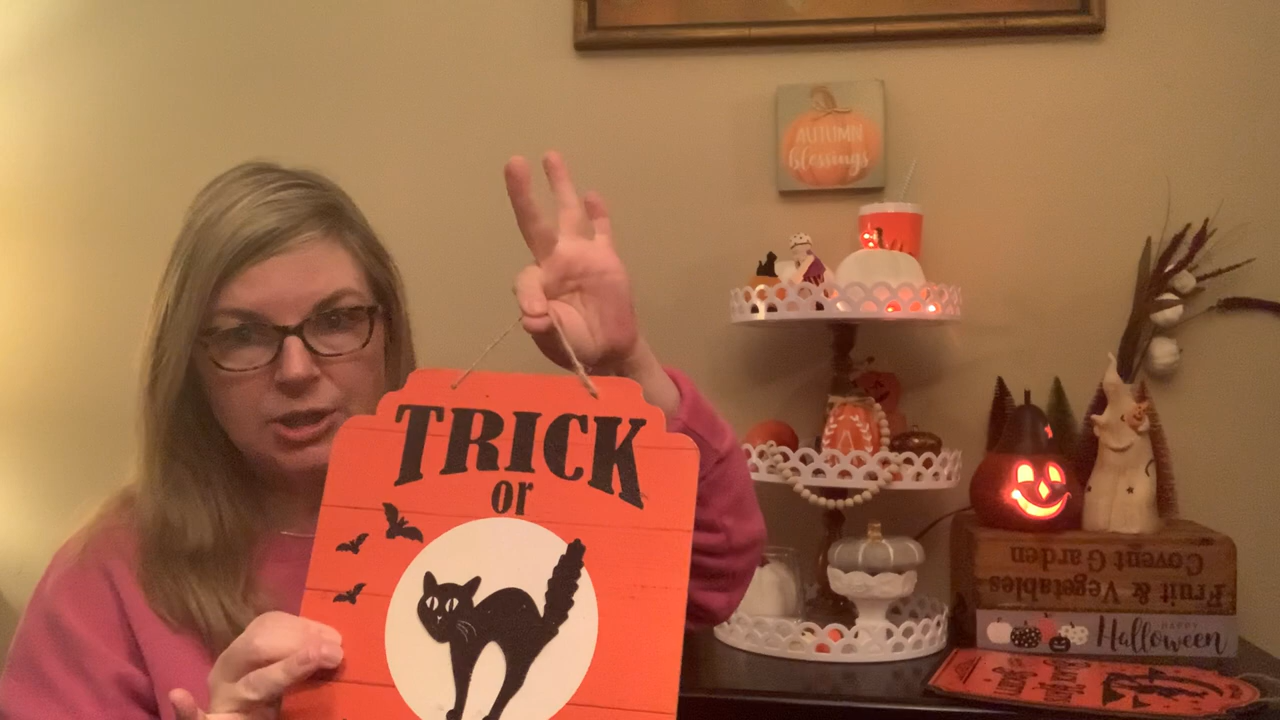 TRICK
or
AUTUMN
blessings
Covent Garden
Fruit & Vegetables
HAPPY
Halloween